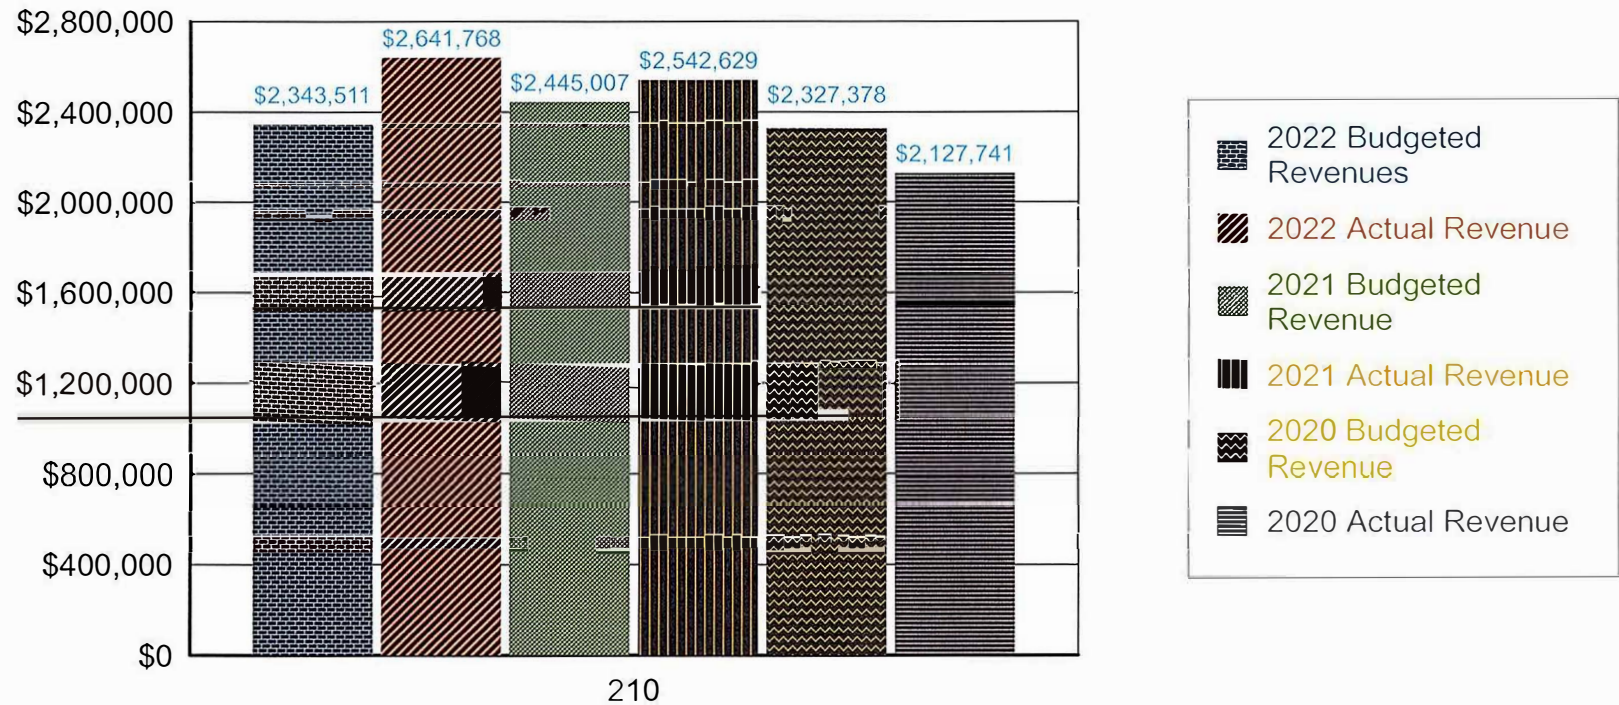 $2,800,000
$2,400,000
$2,000,000
$1,600,000
$1,200,000
$800,000
$400,000
$0
$2,343,511
$2,641,768
$2,445,007
$2,542,629
$2,327,378
$2,127,741
210
2022 Budgeted
Revenues
2022 Actual Revenue
2021 Budgeted
Revenue
2021 Actual Revenue
2020 Budgeted
Revenue
2020 Actual Revenue